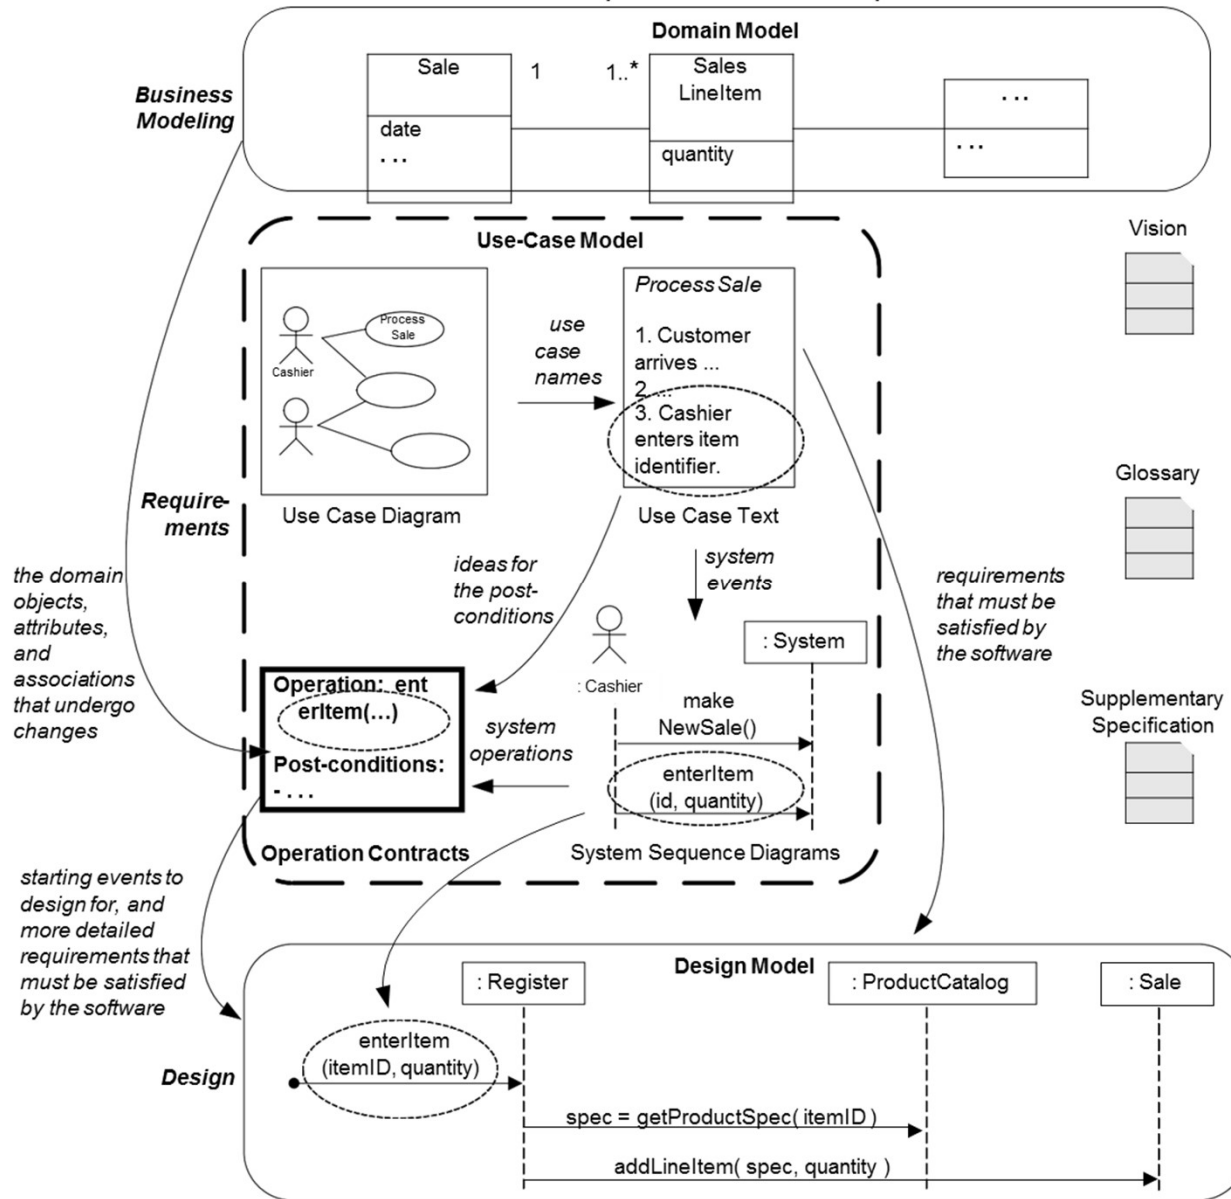 Domain Model
Sale
1
1..*
Sales
LineItem
. . .
Business
Modeling
date
. . .
quantity
. . .
Use-Case Model
Vision
Process Sale
Process
Sale
Cashier
use
case
names
1. Customer
arrives ...
2. ...
3. Cashier
enters item
identifier.
Glossary
Require-
ments
Use Case Diagram
Use Case Text
the domain
objects,
attributes,
and
associations
that undergo
changes
ideas for
the post-
conditions
system
events
requirements
that must be
satisfied by
the software
: System
: Cashier
Operation: ent
erItem(…)
Post-conditions:
- . . .
system
operations
make
NewSale()
enterItem
(id, quantity)
Supplementary
Specification
Operation Contracts
System Sequence Diagrams
starting events to
design for, and
more detailed
requirements that
must be satisfied
by the software
Design Model
: Register
: ProductCatalog
: Sale
enterItem
(itemID, quantity)
Design
spec = getProductSpec( itemID )
addLineItem( spec, quantity )